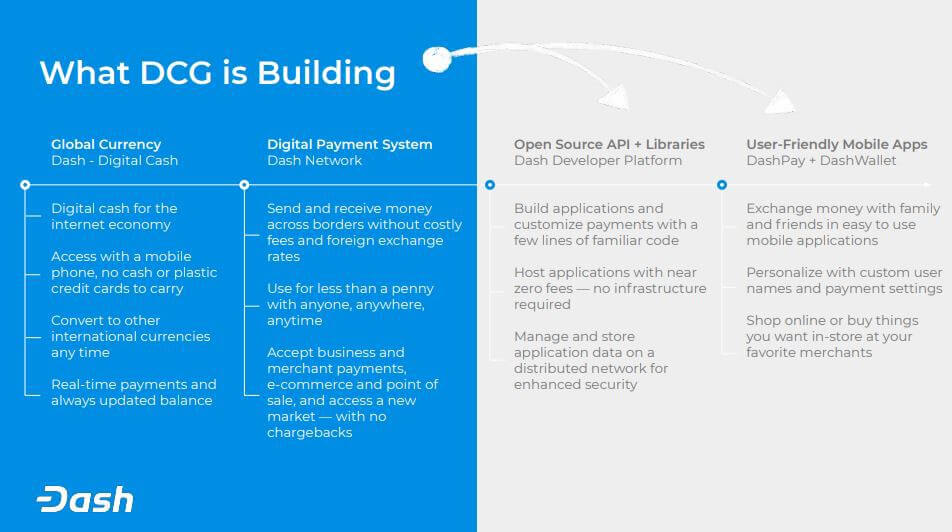 What DCG is Building
Global Currency
Dash - Digital Cash
Digital cash for the
internet economy
Access with a mobile
phone, no cash or plastic
credit cards to carry
Convert to other
international currencies
any time
Real-time payments and
always updated balance
Digital Payment System
Dash Network
Send and receive money
across borders without costly
fees and foreign exchange
rates
Use for less than a penny
with anyone, anywhere,
anytime
Accept business and
merchant payments,
e-commerce and point of
sale, and access a new
market — with no
chargebacks
Open Source API + Libraries
Dash Developer Platform
Build applications and
customize payments with a
few lines of familiar code
Host applications with near
zero fees — no infrastructure
required
Manage and store
application data on a
distributed network for
enhanced security
User-Friendly Mobile Apps
DashPay + DashWallet
Exchange money with family
and friends in easy to use
mobile applications
Personalize with custom user
names and payment settings
Shop online or buy things
you want in-store at your
favorite merchants
Dash